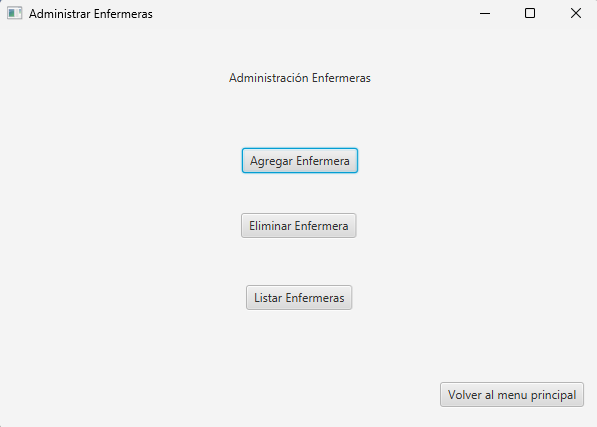 Administrar Enfermeras
Administración Enfermeras
Agregar Enfermera
Eliminar Enfermera
Listar Enfermeras
Volver al menu principal